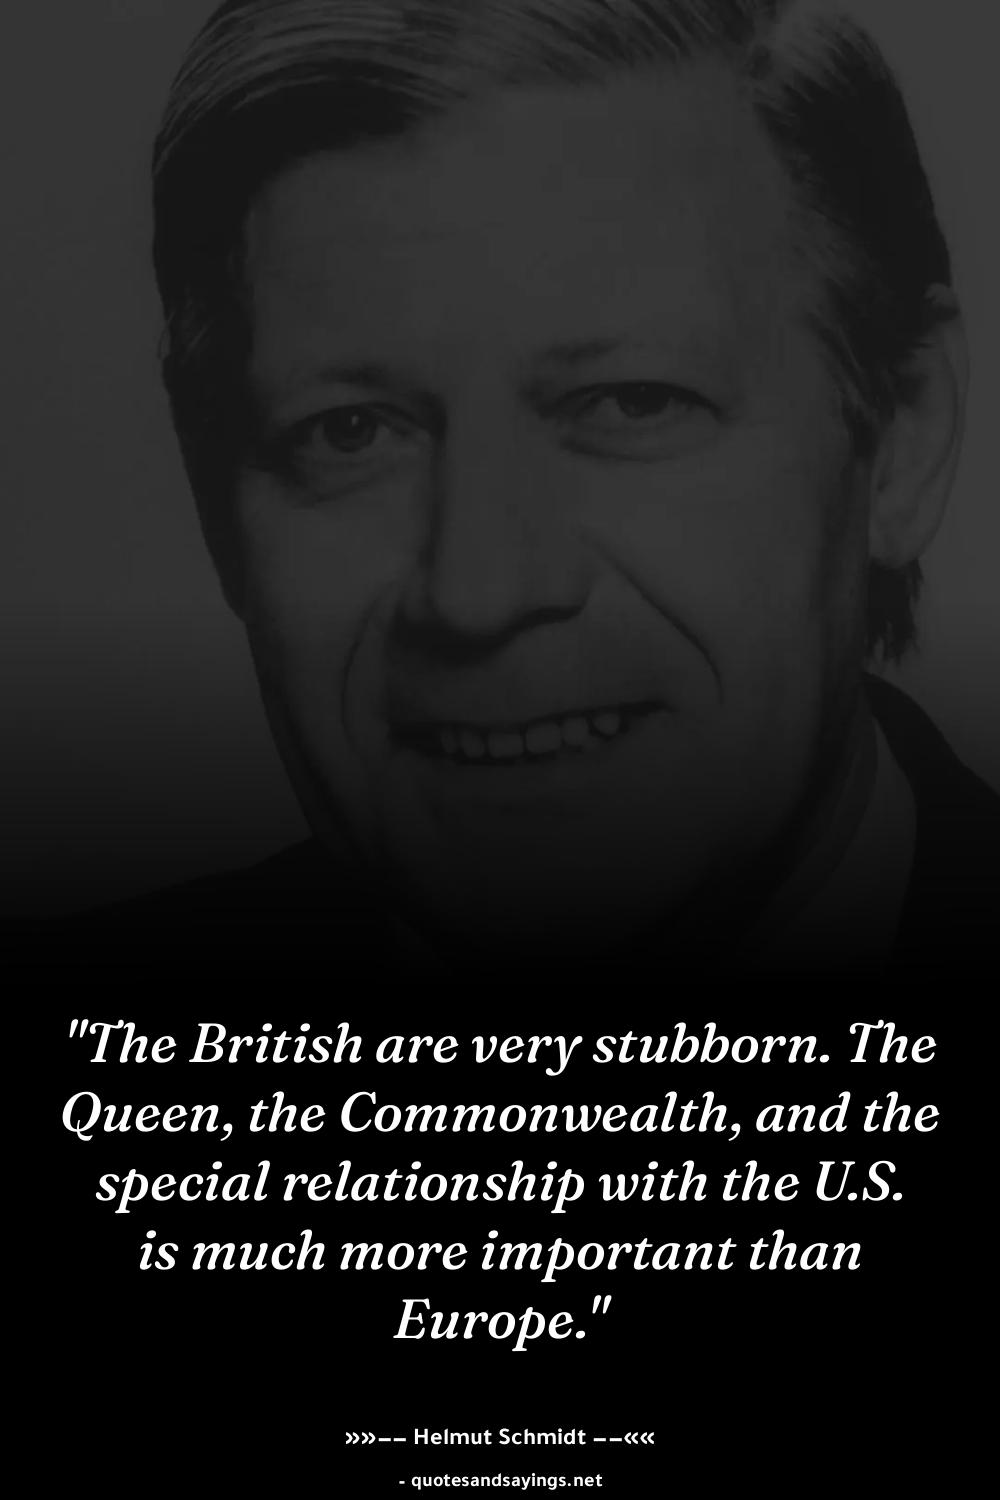 "The British are very stubborn. The
Queen, the Commonwealth, and the
special relationship with the U.S.
is much more important than
Europe."
»»−− Helmut Schmidt −−««
- quotesandsayings.net